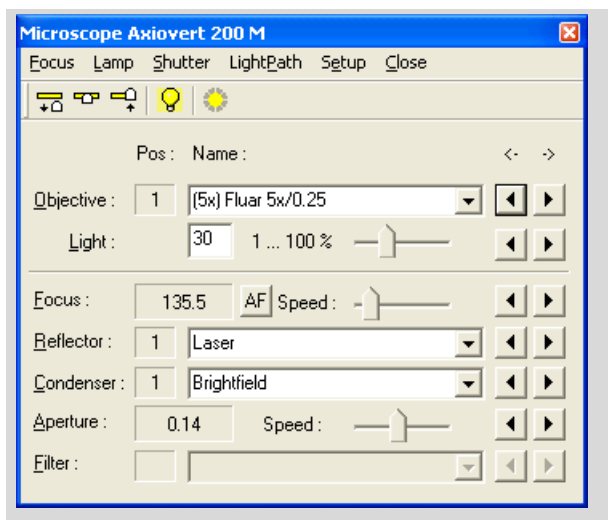 Microscope Axiovert 200 M
Focus Lamp Shutter LightPath Setup Close
Pos : Name : <- ->
Objective : 1 (5x) Fluar 5x/0.25
Light : 30 1 ... 100 %
Focus : 135.5 AF Speed :
Reflector : 1 Laser
Condenser : 1 Brightfield
Aperture : 0.14 Speed :
Filter :